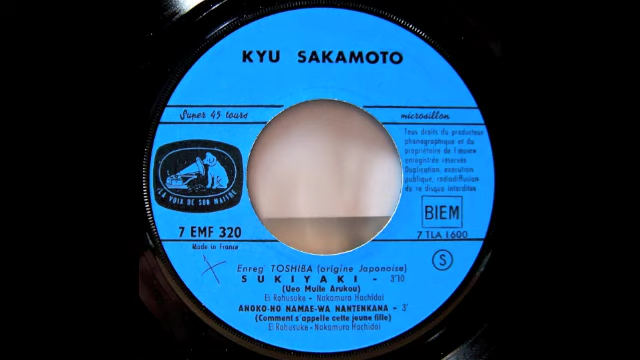 KYU SAKAMOTO
Super 45 tours
microsillon
Tous droits du producteur
phonographique et du
propriétaire de l'œuvre
enregistrée réservés
Duplication, exécution
publique, radiodiffusion
de ce disque interdites
LA VOIX DE SON MAITRE
BIEM
7 EMF 320
7 TLA 1600
Made in France
S
Enreg TOSHIBA (origine Japonaise)
SUKIYAKI - 3'10
(Ueo Muite Arukou)
Ei Rohusuke - Nakamura Hachidai
ANOKO-NO NAMAE-WA NANTENKANA - 3'
(Comment s'appelle cette jeune fille)
Ei Rohusuke - Nakamura Hachidai